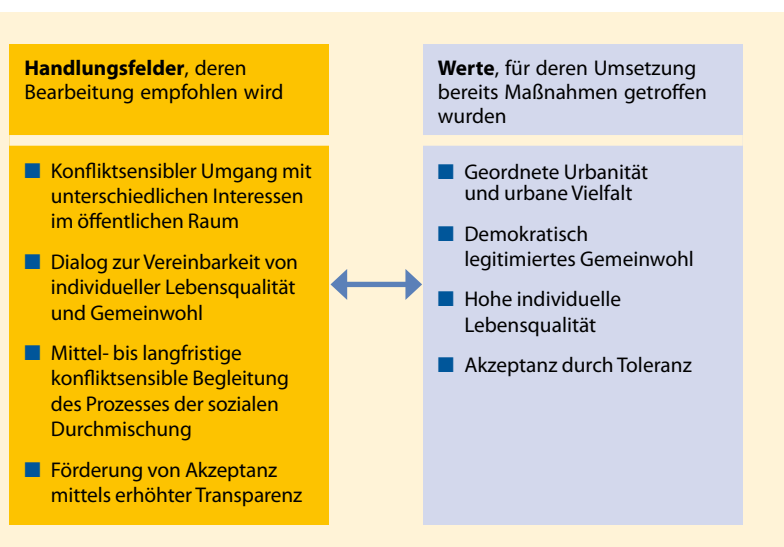 Handlungsfelder, deren
Bearbeitung empfohlen wird
■ Konfliktsensibler Umgang mit
unterschiedlichen Interessen
im öffentlichen Raum
■ Dialog zur Vereinbarkeit von
individueller Lebensqualität
und Gemeinwohl
■ Mittel- bis langfristige
konfliktsensible Begleitung
des Prozesses der sozialen
Durchmischung
■ Förderung von Akzeptanz
mittels erhöhter Transparenz
Werte, für deren Umsetzung
bereits Maßnahmen getroffen
wurden
■ Geordnete Urbanität
und urbane Vielfalt
■ Demokratisch
legitimiertes Gemeinwohl
■ Hohe individuelle
Lebensqualität
■ Akzeptanz durch Toleranz